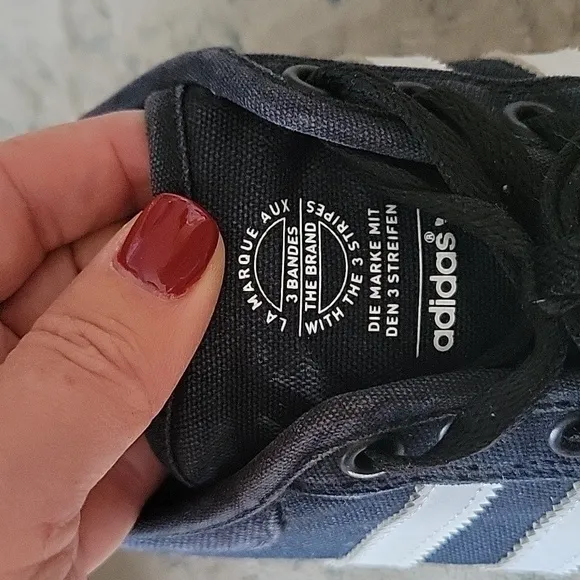 LA MARQUE AUX
3 BANDES
THE BRAND
WITH THE 3 STRIPES
DIE MARKE MIT
DEN 3 STREIFEN
adidas®